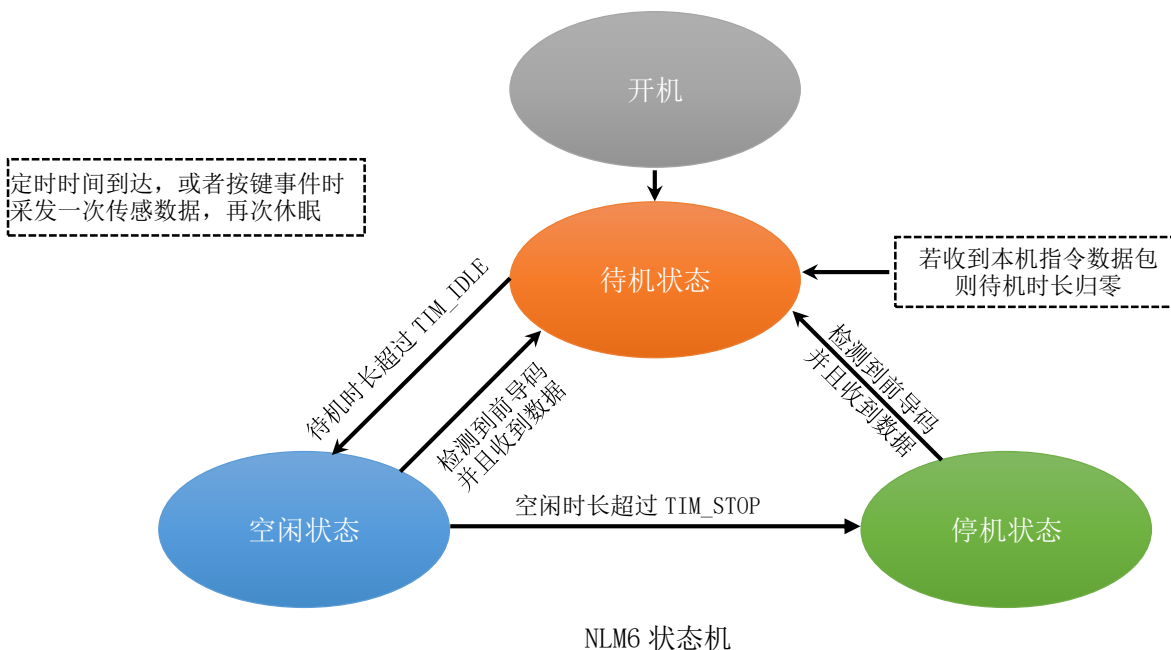 开机
定时时间到达，或者按键事件时
采发一次传感数据，再次休眠
待机状态
若收到本机指令数据包
则待机时长归零
待机时长超过 TIM_IDLE
检测到前导码
并且收到数据
检测到前导码
并且收到数据
空闲状态
空闲时长超过 TIM_STOP
停机状态
NLM6 状态机